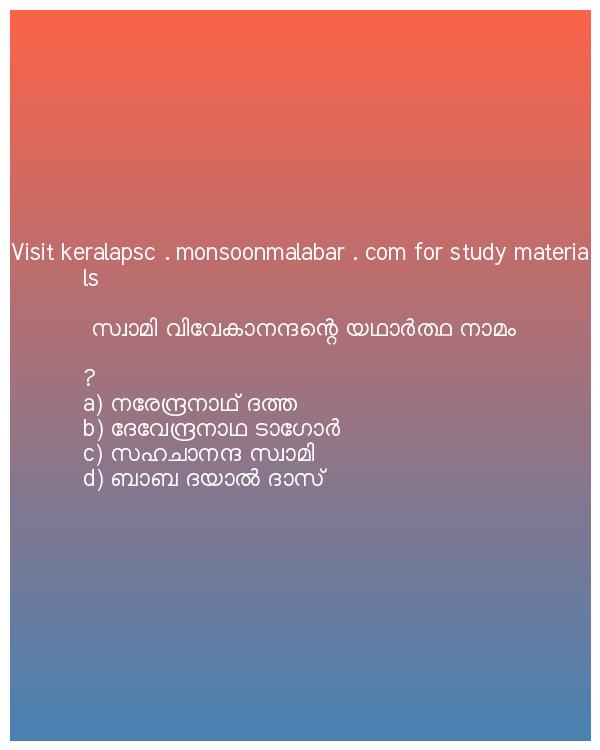 Visit keralapsc . monsoonmalabar . com for study materia
ls
സ്വാമി വിവേകാനന്ദന്റെ യഥാർത്ഥ നാമം
?
a) നരേന്ദ്രനാഥ് ദത്ത
b) ദേവേന്ദ്രനാഥ ടാഗോർ
c) സഹചാനന്ദ സ്വാമി
d) ബാബ ദയാൽ ദാസ്